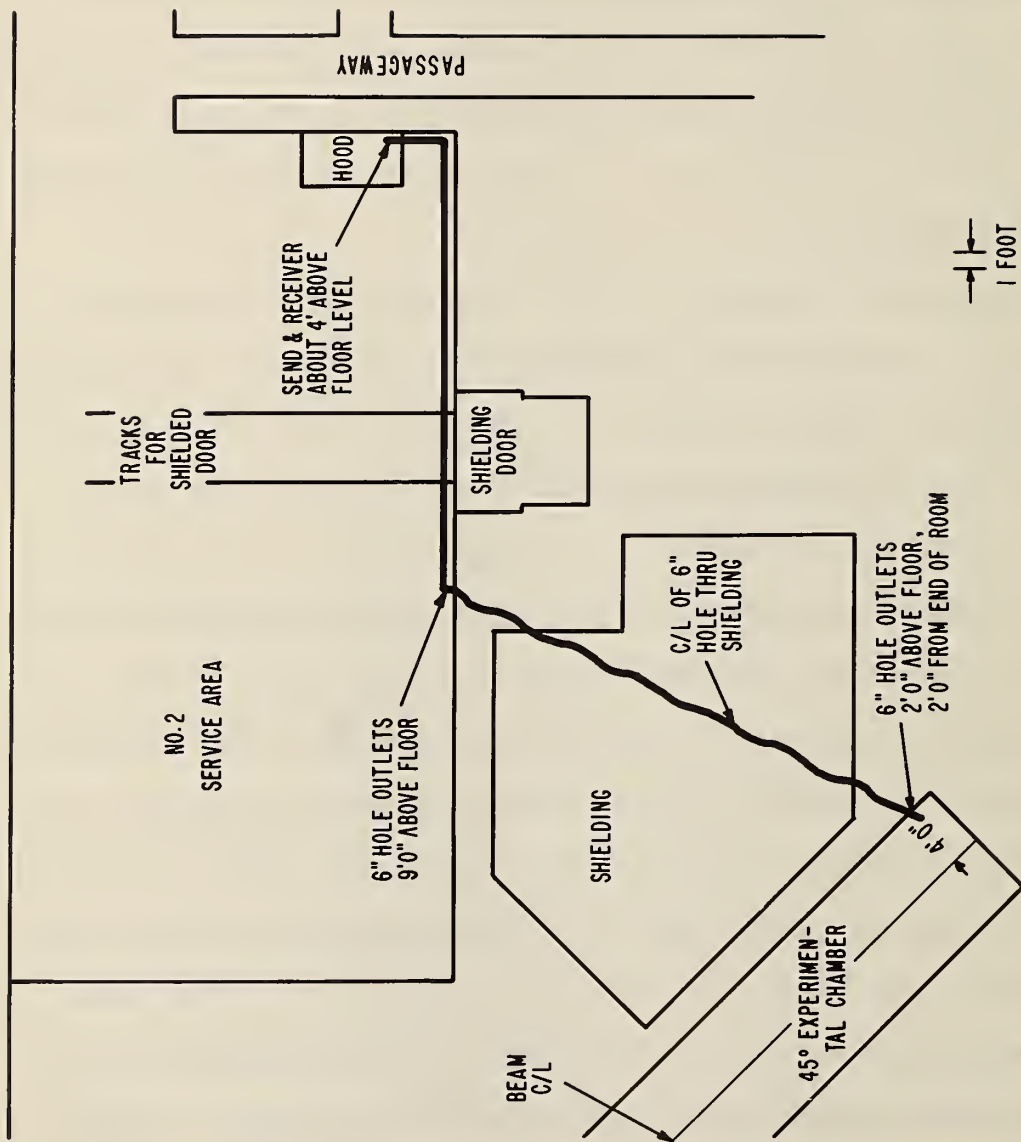 PASSAGEWAY
HOOD
SEND & RECEIVER
ABOUT 4' ABOVE
FLOOR LEVEL
TRACKS
FOR
SHIELDED
DOOR
SHIELDING
DOOR
NO.2
SERVICE AREA
6" HOLE OUTLETS
9'0" ABOVE FLOOR
C/L OF 6"
HOLE THRU
SHIELDING
SHIELDING
6" HOLE OUTLETS
2'0" ABOVE FLOOR,
2'0" FROM END OF ROOM
4'0"
45° EXPERIMEN-
TAL CHAMBER
BEAM
C/L
1 FOOT